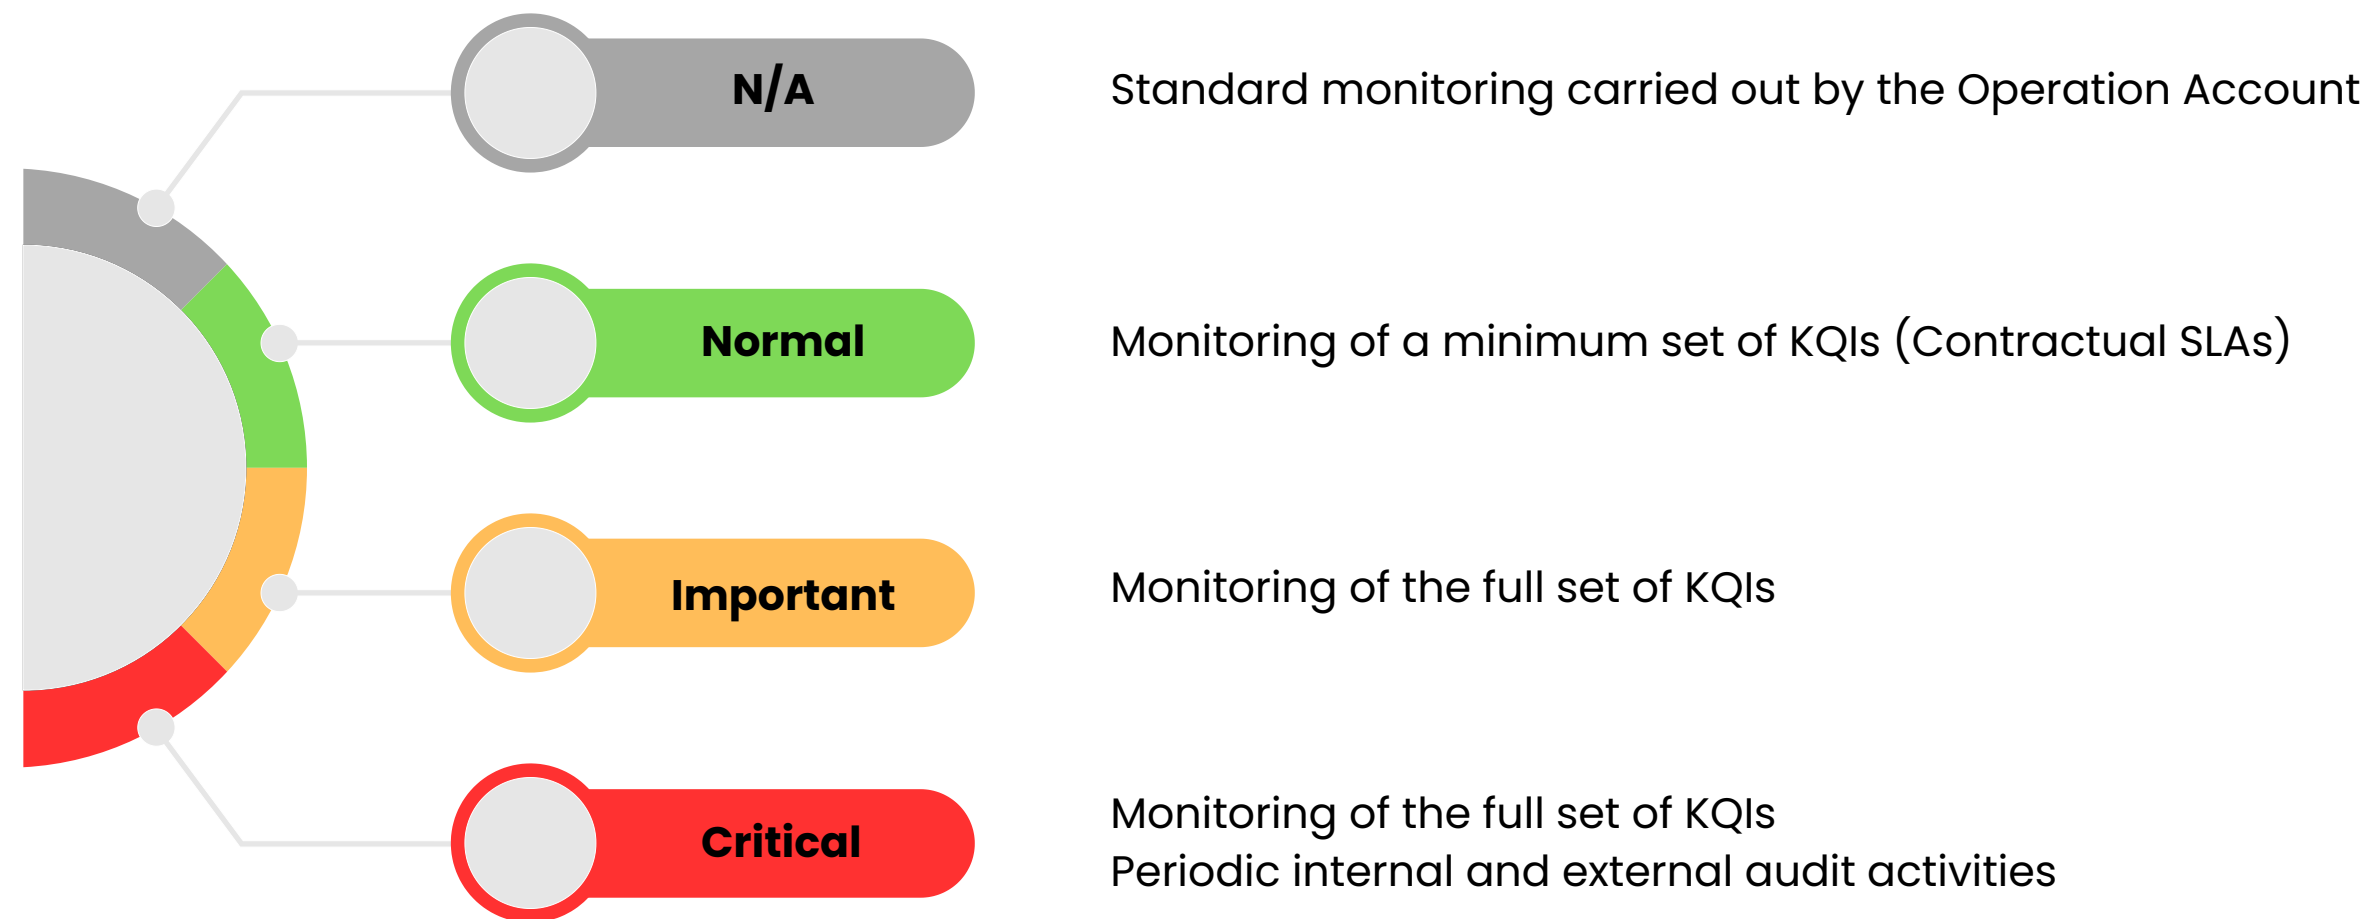 N/A
Standard monitoring carried out by the Operation Account
Normal
Monitoring of a minimum set of KQIs (Contractual SLAs)
Important
Monitoring of the full set of KQIs
Critical
Monitoring of the full set of KQIs
Periodic internal and external audit activities